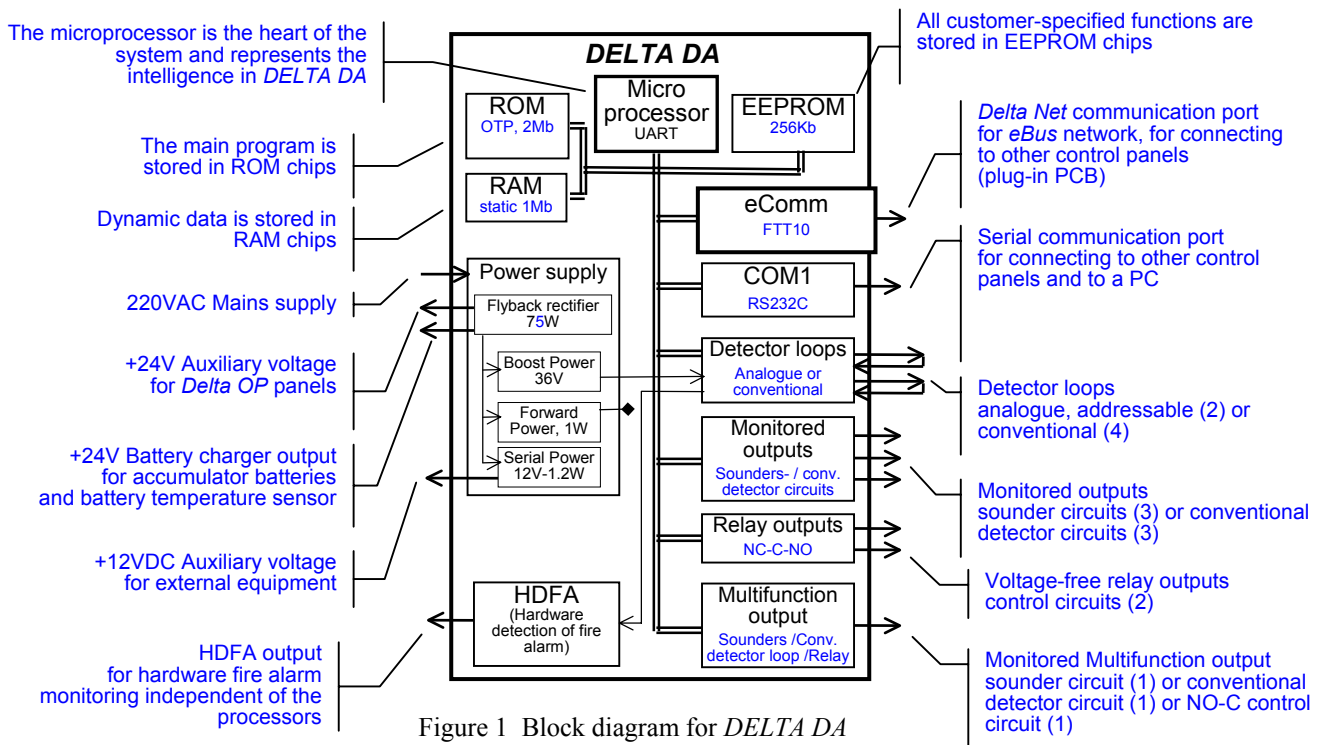 The microprocessor is the heart of the
system and represents the
intelligence in DELTA DA
The main program is
stored in ROM chips
Dynamic data is stored in
RAM chips
220VAC Mains supply
+24V Auxiliary voltage
for Delta OP panels
+24V Battery charger output
for accumulator batteries
and battery temperature sensor
+12VDC Auxiliary voltage
for external equipment
HDFA output
for hardware fire alarm
monitoring independent of the
processors
DELTA DA
ROM
OTP, 2Mb
Micro
processor
UART
EEPROM
256Kb
RAM
static 1Mb
eComm
FTT10
Power supply
Flyback rectifier
75W
Boost Power
36V
Forward
Power, 1W
Serial Power
12V-1.2W
COM1
RS232C
Detector loops
Analogue or
conventional
Monitored
outputs
Sounders- / conv.
detector circuits
Relay outputs
NC-C-NO
HDFA
(Hardware
detection of fire
alarm)
Multifunction
output
Sounders /Conv.
detector loop /Relay
All customer-specified functions are
stored in EEPROM chips
Delta Net communication port
for eBus network, for connecting
to other control panels
(plug-in PCB)
Serial communication port
for connecting to other control
panels and to a PC
Detector loops
analogue, addressable (2) or
conventional (4)
Monitored outputs
sounder circuits (3) or conventional
detector circuits (3)
Voltage-free relay outputs
control circuits (2)
Monitored Multifunction output
sounder circuit (1) or conventional
detector circuit (1) or NO-C control
circuit (1)
Figure 1 Block diagram for DELTA DA